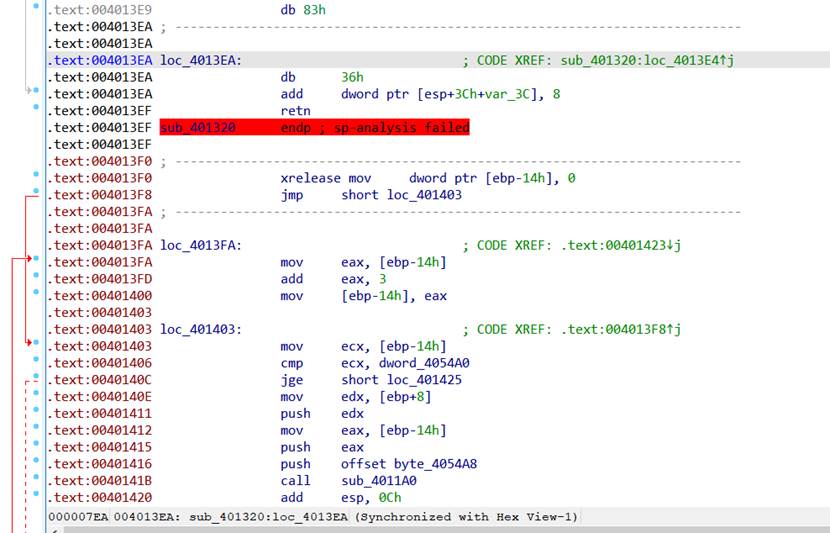 .text:004013E9 db 83h
.text:004013EA ; ---------------------------------------------------------------------------
.text:004013EA
.text:004013EA loc_4013EA: ; CODE XREF: sub_401320:loc_4013E4↑j
.text:004013EA db 36h
.text:004013EA add dword ptr [esp+3Ch+var_3C], 8
.text:004013EF retn
.text:004013EF sub_401320 endp ; sp-analysis failed
.text:004013EF
.text:004013F0 ; ---------------------------------------------------------------------------
.text:004013F0 xrelease mov dword ptr [ebp-14h], 0
.text:004013F8 jmp short loc_401403
.text:004013FA ; ---------------------------------------------------------------------------
.text:004013FA
.text:004013FA loc_4013FA: ; CODE XREF: .text:00401423↓j
.text:004013FA mov eax, [ebp-14h]
.text:004013FD add eax, 3
.text:00401400 mov [ebp-14h], eax
.text:00401403
.text:00401403 loc_401403: ; CODE XREF: .text:004013F8↑j
.text:00401403 mov ecx, [ebp-14h]
.text:00401406 cmp ecx, dword_4054A0
.text:0040140C jge short loc_401425
.text:0040140E mov edx, [ebp+8]
.text:00401411 push edx
.text:00401412 mov eax, [ebp-14h]
.text:00401415 push eax
.text:00401416 push offset byte_4054A8
.text:0040141B call sub_4011A0
.text:00401420 add esp, 0Ch
000007EA 004013EA: sub_401320:loc_4013EA (Synchronized with Hex View-1)